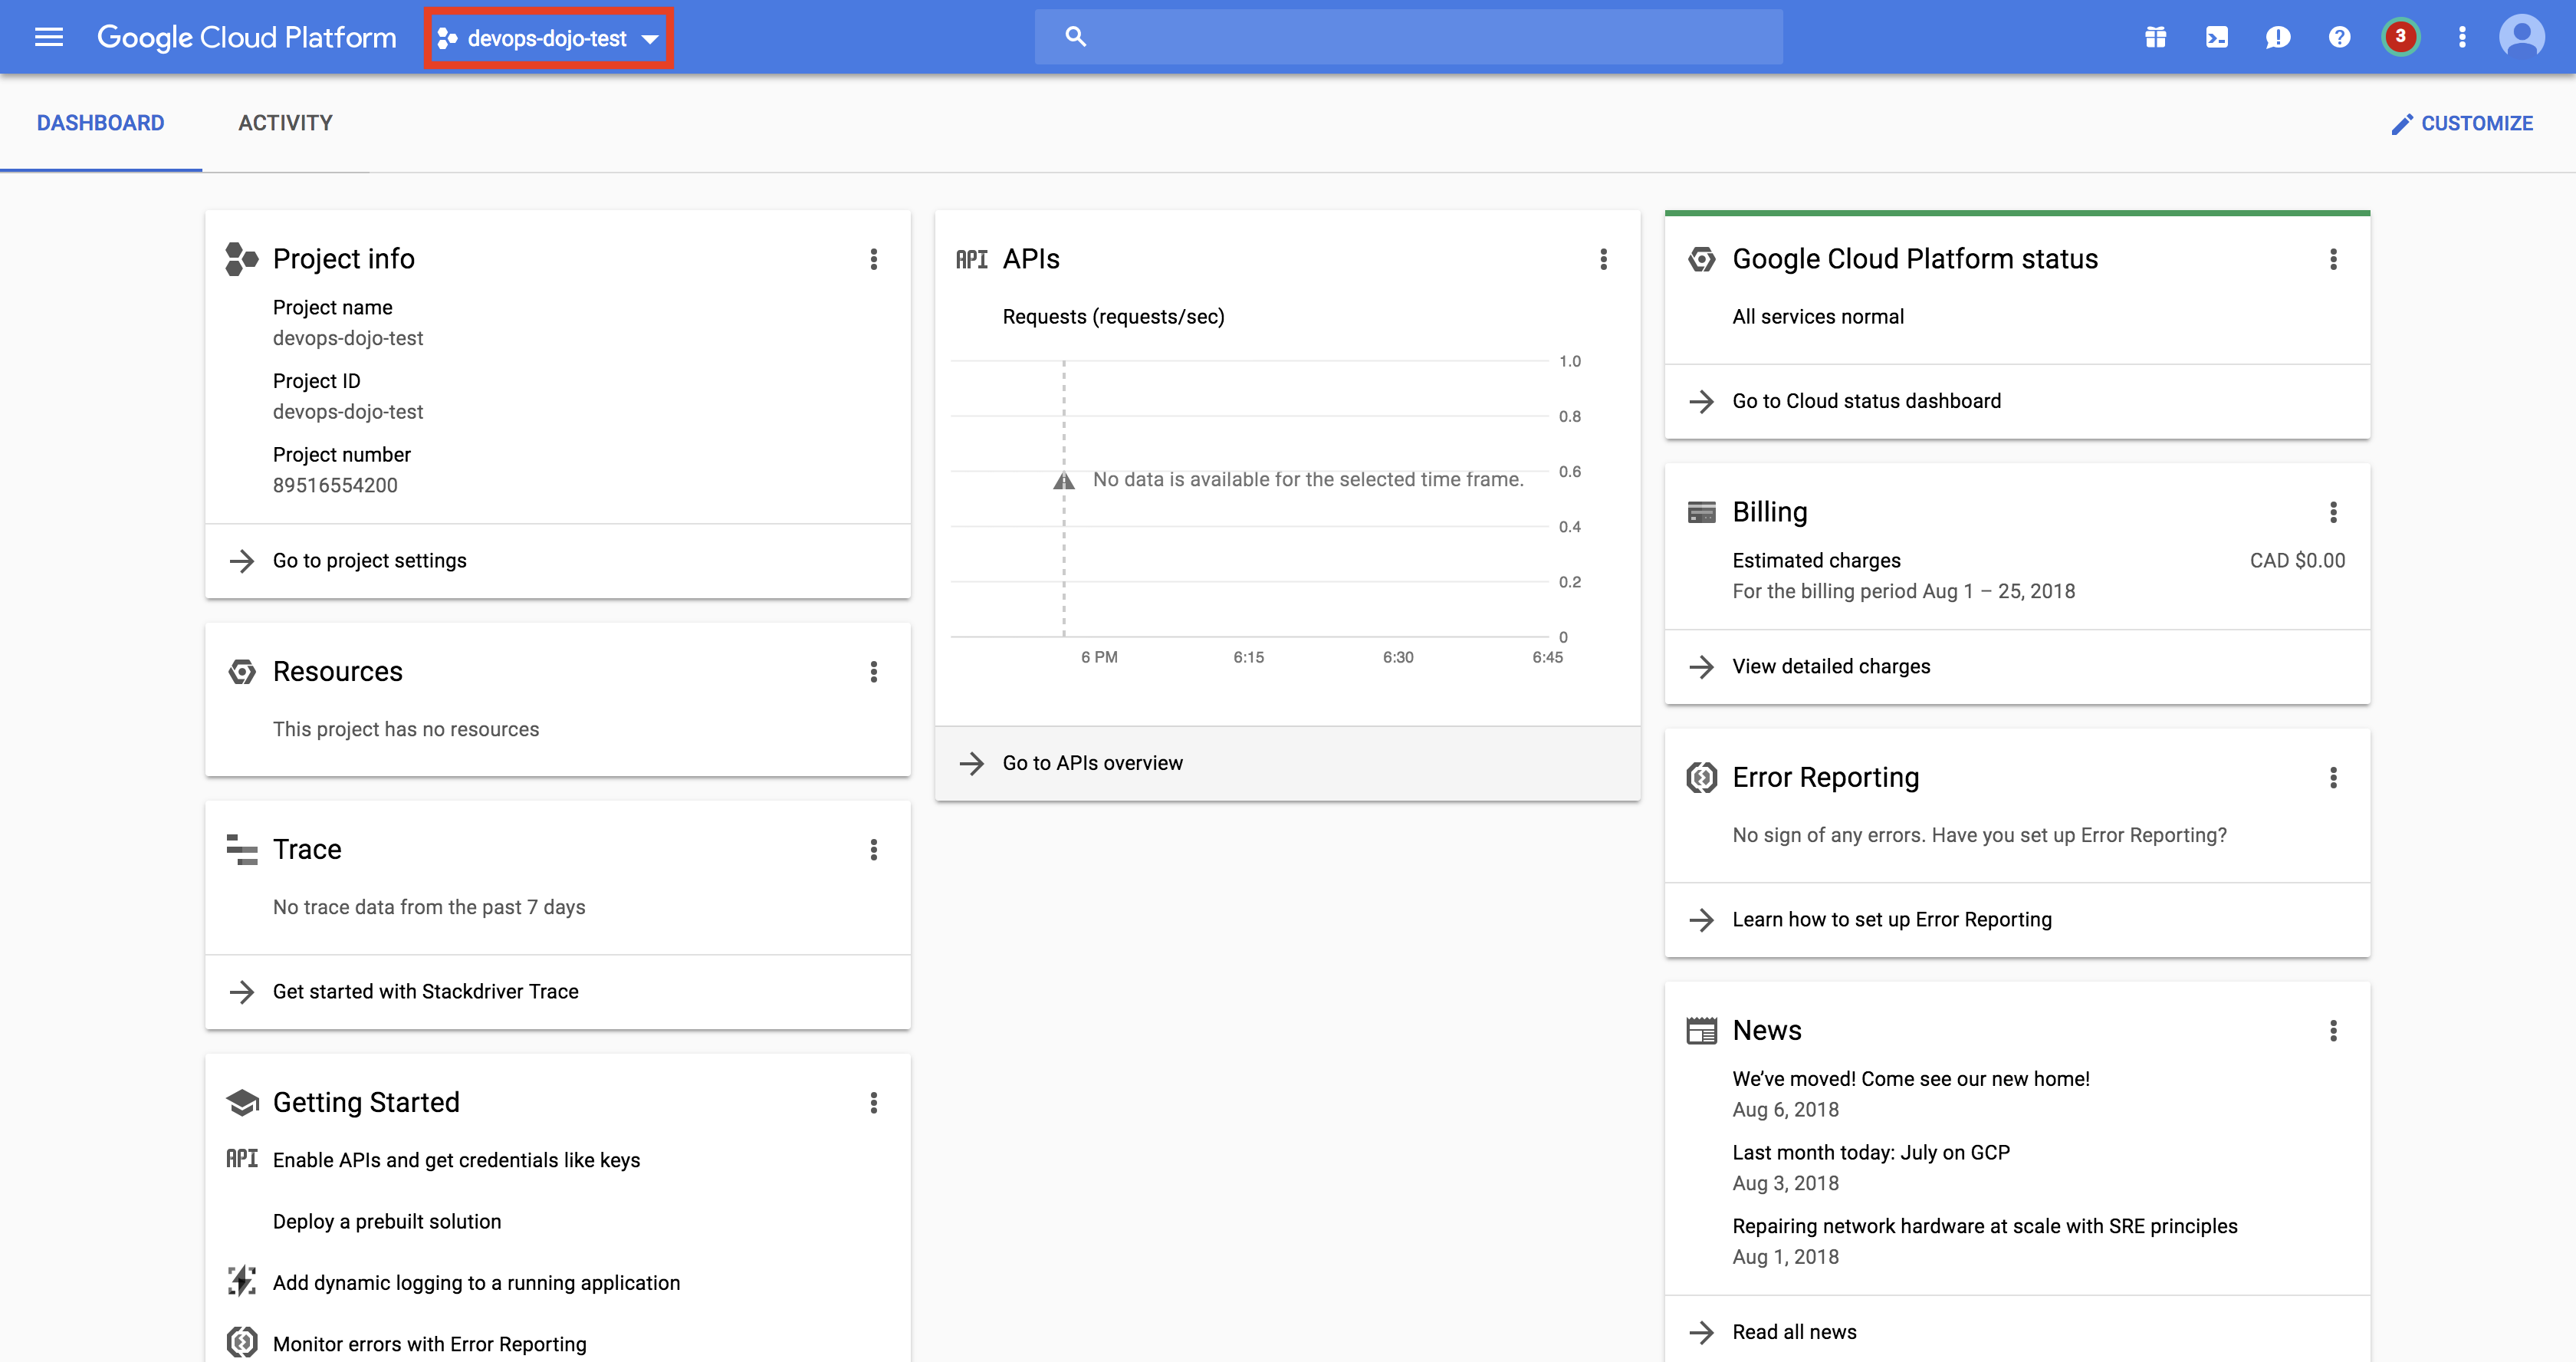 Google Cloud Platform
devops-dojo-test
3
DASHBOARD
ACTIVITY
CUSTOMIZE
Project info
Project name
devops-dojo-test
Project ID
devops-dojo-test
Project number
89516554200
Go to project settings
Resources
This project has no resources
Trace
No trace data from the past 7 days
Get started with Stackdriver Trace
Getting Started
API Enable APIs and get credentials like keys
Deploy a prebuilt solution
Add dynamic logging to a running application
Monitor errors with Error Reporting
API APIs
Requests (requests/sec)
1.0
0.8
0.6
No data is available for the selected time frame.
0.4
0.2
0
6 PM 6:15 6:30 6:45
Go to APIs overview
Google Cloud Platform status
All services normal
Go to Cloud status dashboard
Billing
Estimated charges CAD $0.00
For the billing period Aug 1 – 25, 2018
View detailed charges
Error Reporting
No sign of any errors. Have you set up Error Reporting?
Learn how to set up Error Reporting
News
We’ve moved! Come see our new home!
Aug 6, 2018
Last month today: July on GCP
Aug 3, 2018
Repairing network hardware at scale with SRE principles
Aug 1, 2018
Read all news